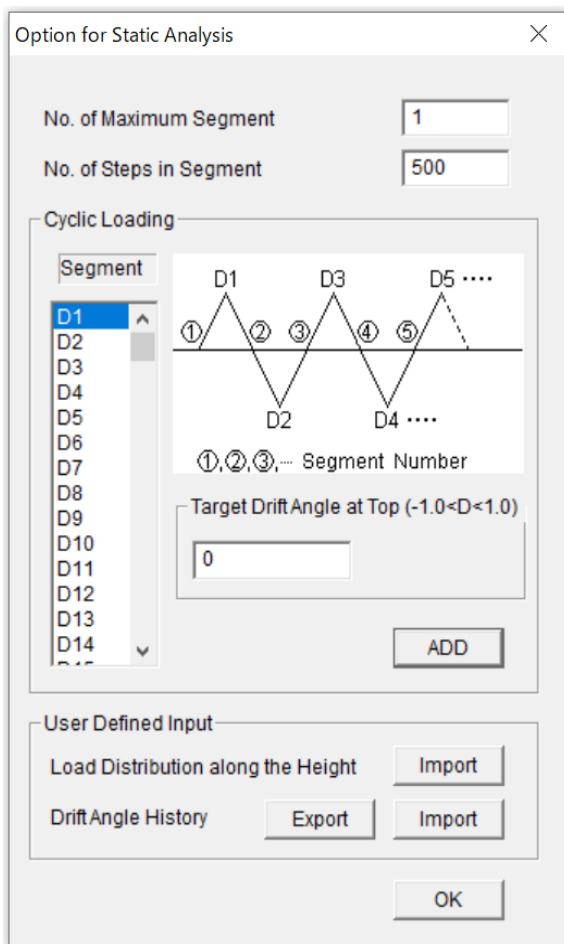 Option for Static Analysis
No. of Maximum Segment 1
No. of Steps in Segment 500
Cyclic Loading
Segment
D1
D2
D3
D4
D5
D6
D7
D8
D9
D10
D11
D12
D13
D14
D15
D1 D3 D5 ····
① ② ③ ④ ⑤
D2 D4 ····
①,②,③,··· Segment Number
Target Drift Angle at Top (-1.0<D<1.0)
0
ADD
User Defined Input
Load Distribution along the Height Import
Drift Angle History Export Import
OK